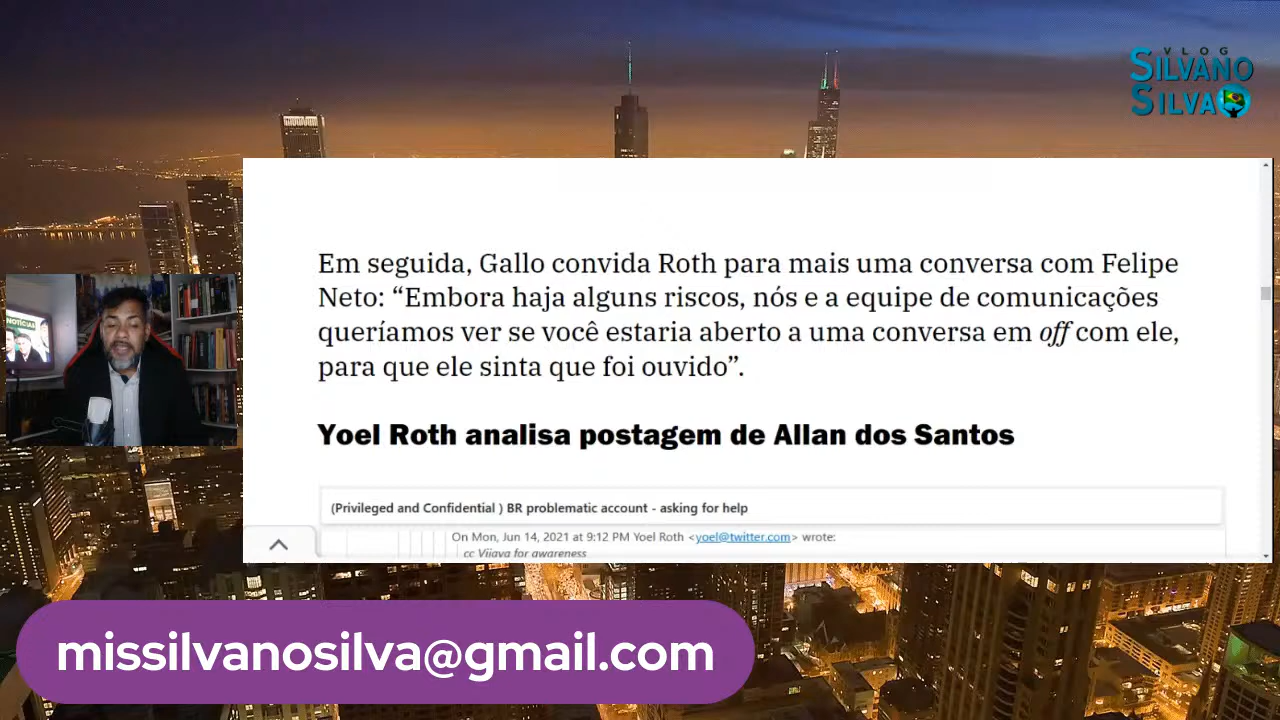 VLOG
SILVANO
SILVA
Em seguida, Gallo convida Roth para mais uma conversa com Felipe
Neto: “Embora haja alguns riscos, nós e a equipe de comunicações
queríamos ver se você estaria aberto a uma conversa em off com ele,
para que ele sinta que foi ouvido”.
NOTÍCIAS
Yoel Roth analisa postagem de Allan dos Santos
(Privileged and Confidential ) BR problematic account - asking for help
On Mon, Jun 14, 2021 at 9:12 PM Yoel Roth <yoel@twitter.com> wrote:
cc Vijaya for awareness
missilvanosilva@gmail.com